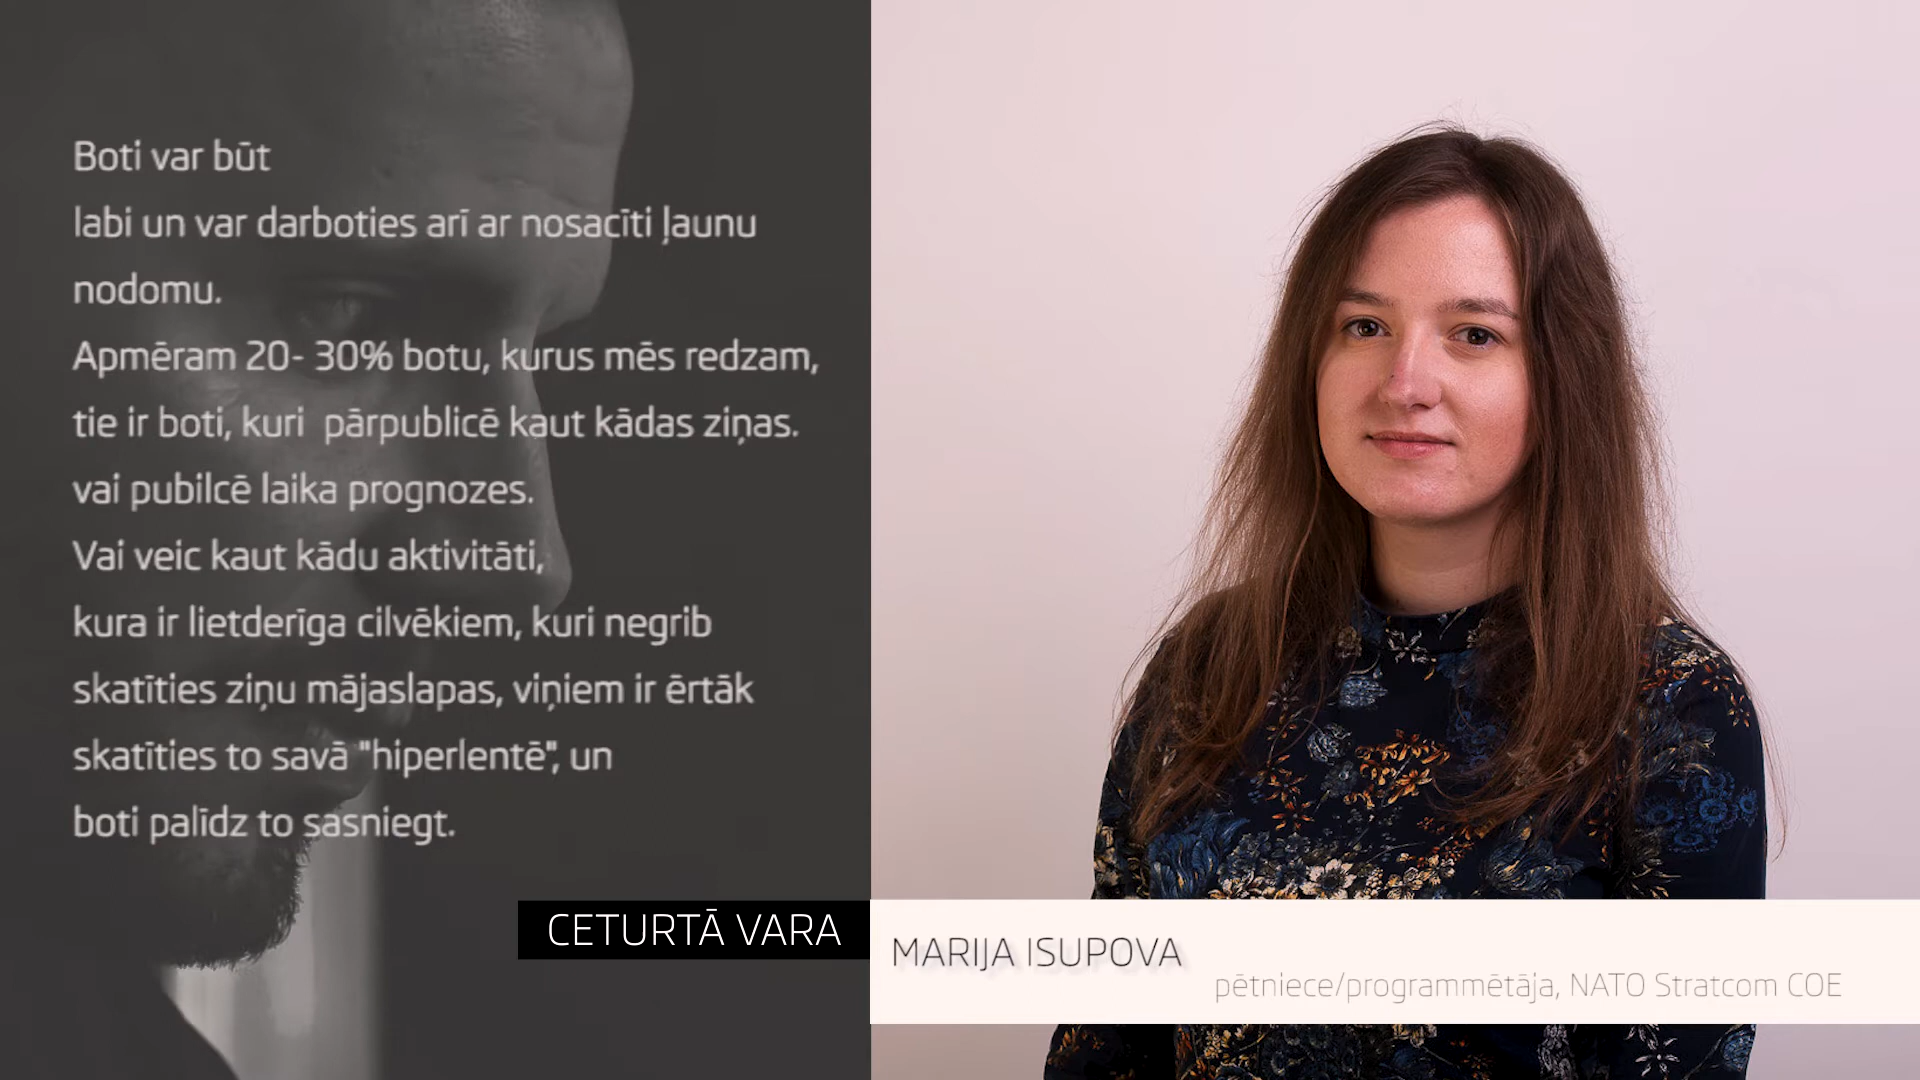 Boti var būt
labi un var darboties arī ar nosacīti ļaunu
nodomu.
Apmēram 20- 30% botu, kurus mēs redzam,
tie ir boti, kuri pārpublicē kaut kādas ziņas.
vai pubilcē laika prognozes.
Vai veic kaut kādu aktivitāti,
kura ir lietderīga cilvēkiem, kuri negrib
skatīties ziņu mājaslapas, viņiem ir ērtāk
skatīties to savā "hiperlentē", un
boti palīdz to sasniegt.
CETURTĀ VARA
MARIJA ISUPOVA
pētniece/programmētāja, NATO Stratcom COE